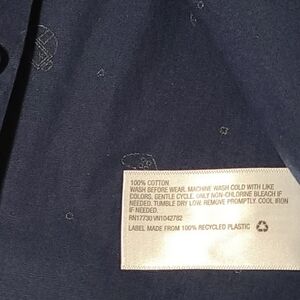 100% COTTON
WASH BEFORE WEAR. MACHINE WASH COLD WITH LIKE
COLORS, GENTLE CYCLE. ONLY NON-CHLORINE BLEACH IF
NEEDED. TUMBLE DRY LOW. REMOVE PROMPTLY. COOL IRON
IF NEEDED.
RN17730 VN1042782
LABEL MADE FROM 100% RECYCLED PLASTIC